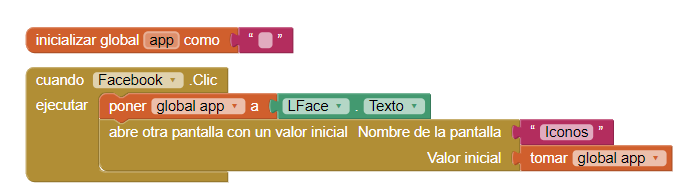 inicializar global app como " "
cuando Facebook .Clic
ejecutar poner global app a LFace . Texto
abre otra pantalla con un valor inicial Nombre de la pantalla " Iconos "
Valor inicial tomar global app